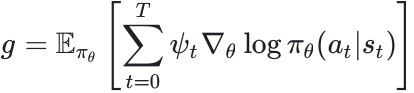 g = \mathbb{E}_{\pi_\theta} \left[ \sum_{t=0}^{T} \psi_t \nabla_\theta \log \pi_\theta(a_t|s_t) \right]